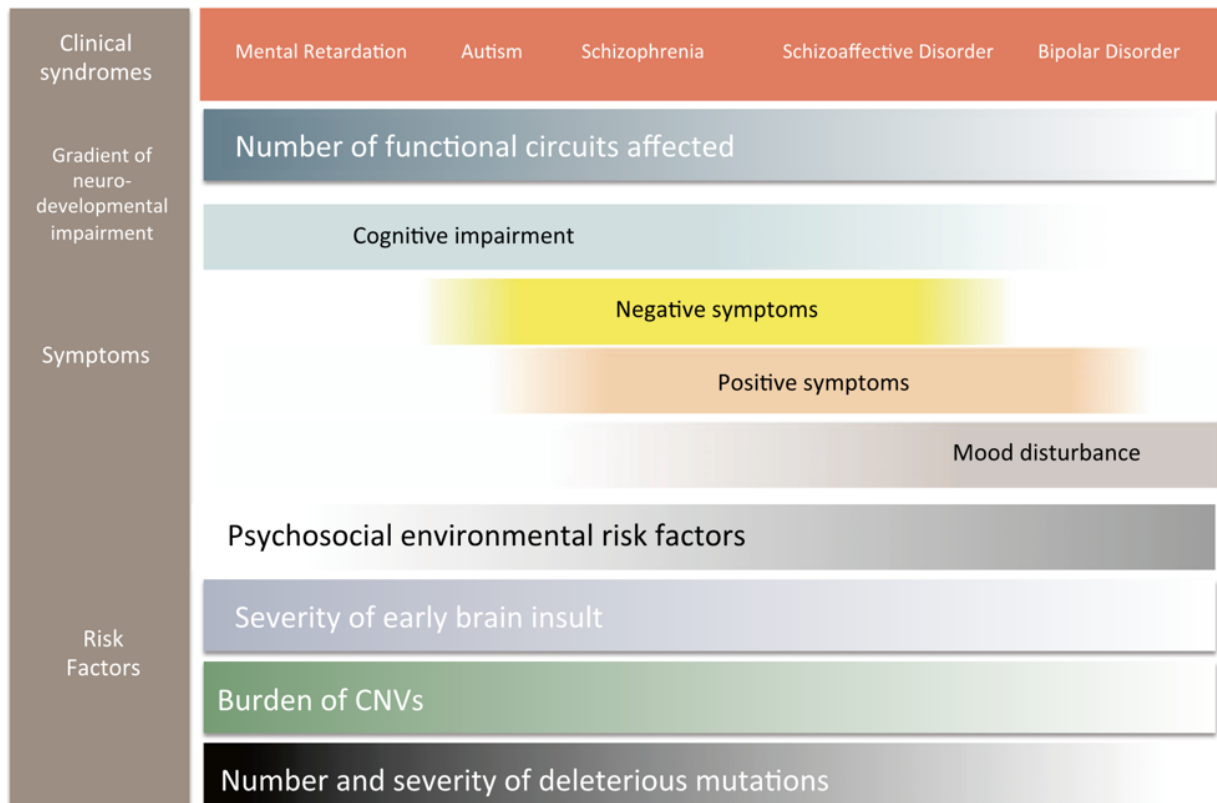 Clinical
syndromes
Mental Retardation Autism Schizophrenia Schizoaffective Disorder Bipolar Disorder
Gradient of
neuro-
developmental
impairment
Number of functional circuits affected
Cognitive impairment
Symptoms
Negative symptoms
Positive symptoms
Mood disturbance
Risk
Factors
Psychosocial environmental risk factors
Severity of early brain insult
Burden of CNVs
Number and severity of deleterious mutations